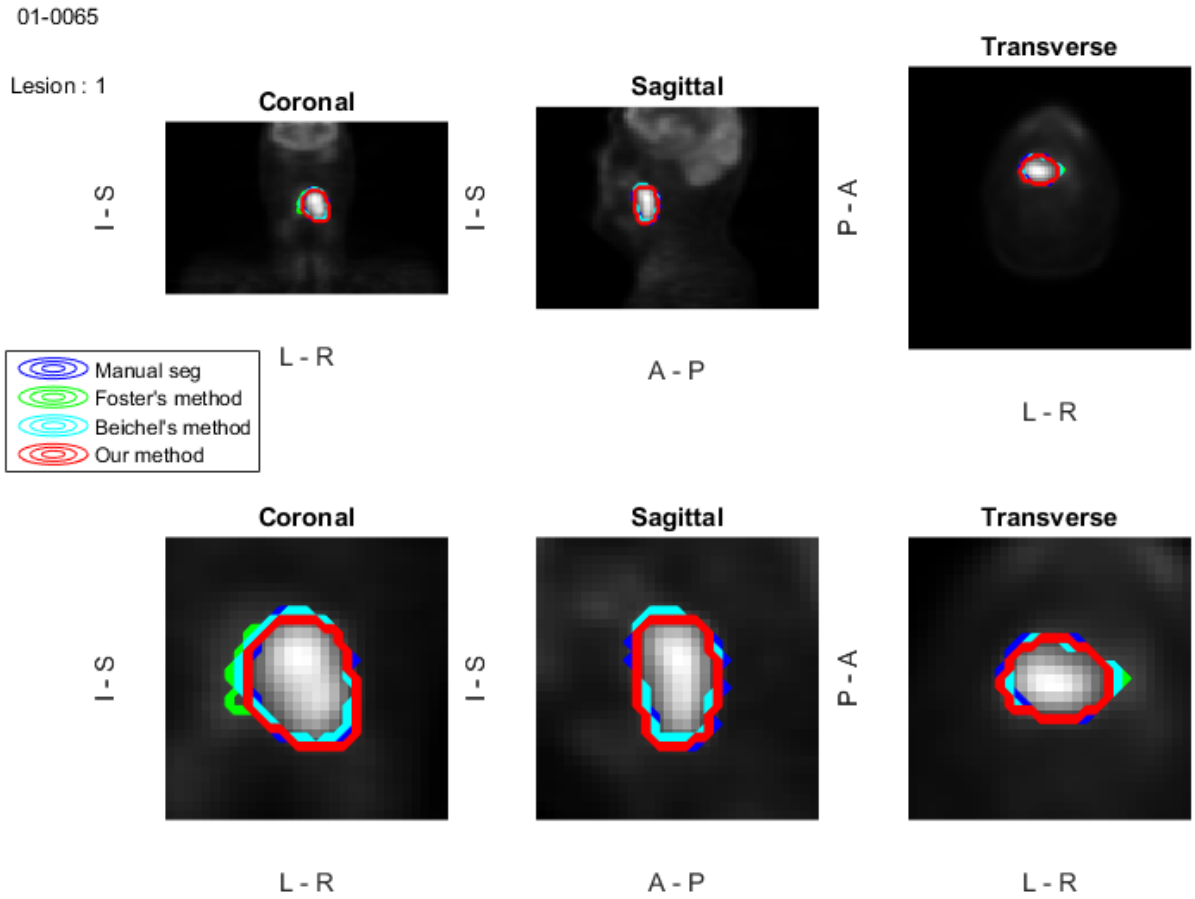 01-0065
Lesion : 1
Coronal
Sagittal
Transverse
I - S
I - S
P - A
L - R
A - P
L - R
Manual seg
Foster's method
Beichel's method
Our method
Coronal
Sagittal
Transverse
I - S
I - S
P - A
L - R
A - P
L - R